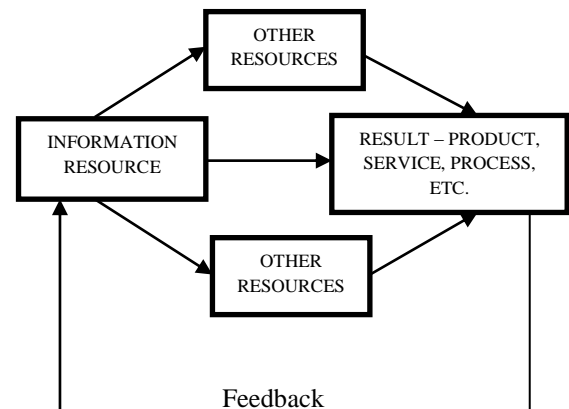 OTHER
RESOURCES
INFORMATION
RESOURCE
RESULT – PRODUCT,
SERVICE, PROCESS,
ETC.
OTHER
RESOURCES
Feedback